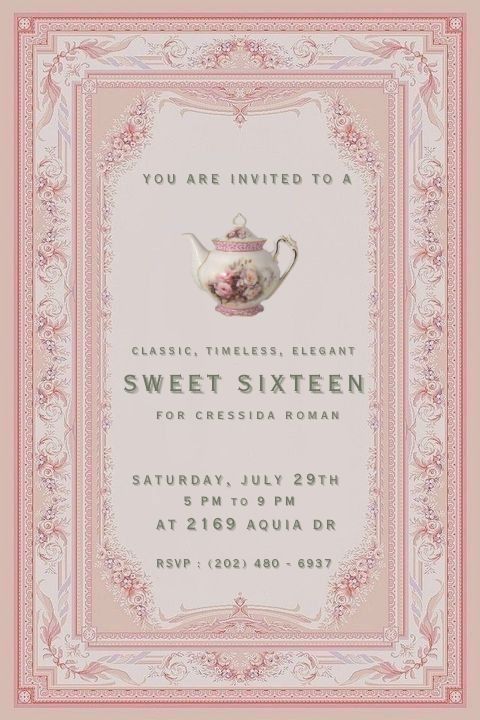 YOU ARE INVITED TO A
CLASSIC, TIMELESS, ELEGANT
SWEET SIXTEEN
FOR CRESSIDA ROMAN
SATURDAY, JULY 29TH
5 PM TO 9 PM
AT 2169 AQUIA DR
RSVP : (202) 480 - 6937